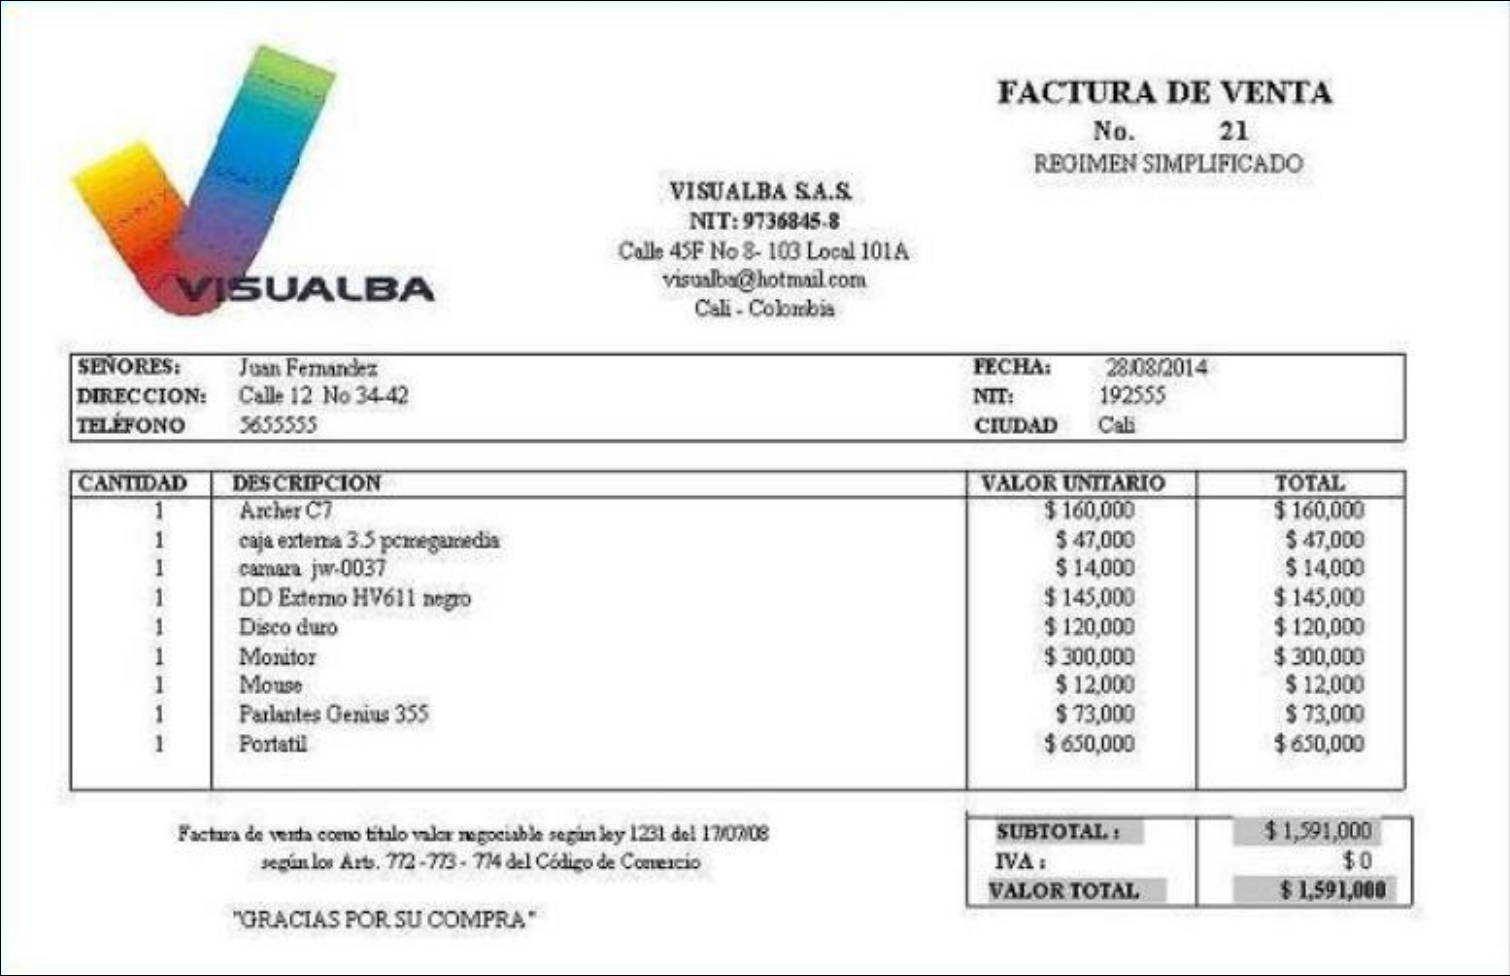 FACTURA DE VENTA
No. 21
REGIMEN SIMPLIFICADO
VISUALBA
VISUALBA S.A.S.
NIT: 9736845-8
Calle 45F No 8- 103 Local 101A
visualba@hotmail.com
Cali - Colombia
SEÑORES: Juan Fernandez FECHA: 28/08/2014
DIRECCION: Calle 12 No 34-42 NIT: 192555
TELÉFONO 5655555 CIUDAD Cali
CANTIDAD DESCRIPCION VALOR UNITARIO TOTAL
1 Archer C7 $ 160,000 $ 160,000
1 caja externa 3.5 pcmegamedia $ 47,000 $ 47,000
1 camara jw-0037 $ 14,000 $ 14,000
1 DD Externo HV611 negro $ 145,000 $ 145,000
1 Disco duro $ 120,000 $ 120,000
1 Monitor $ 300,000 $ 300,000
1 Mouse $ 12,000 $ 12,000
1 Parlantes Genius 355 $ 73,000 $ 73,000
1 Portatil $ 650,000 $ 650,000
Factura de venta como título valor negociable según ley 1231 del 17/07/08
según los Arts. 772 -773 - 774 del Código de Comercio
"GRACIAS POR SU COMPRA"
SUBTOTAL : $ 1,591,000
IVA : $ 0
VALOR TOTAL $ 1,591,000